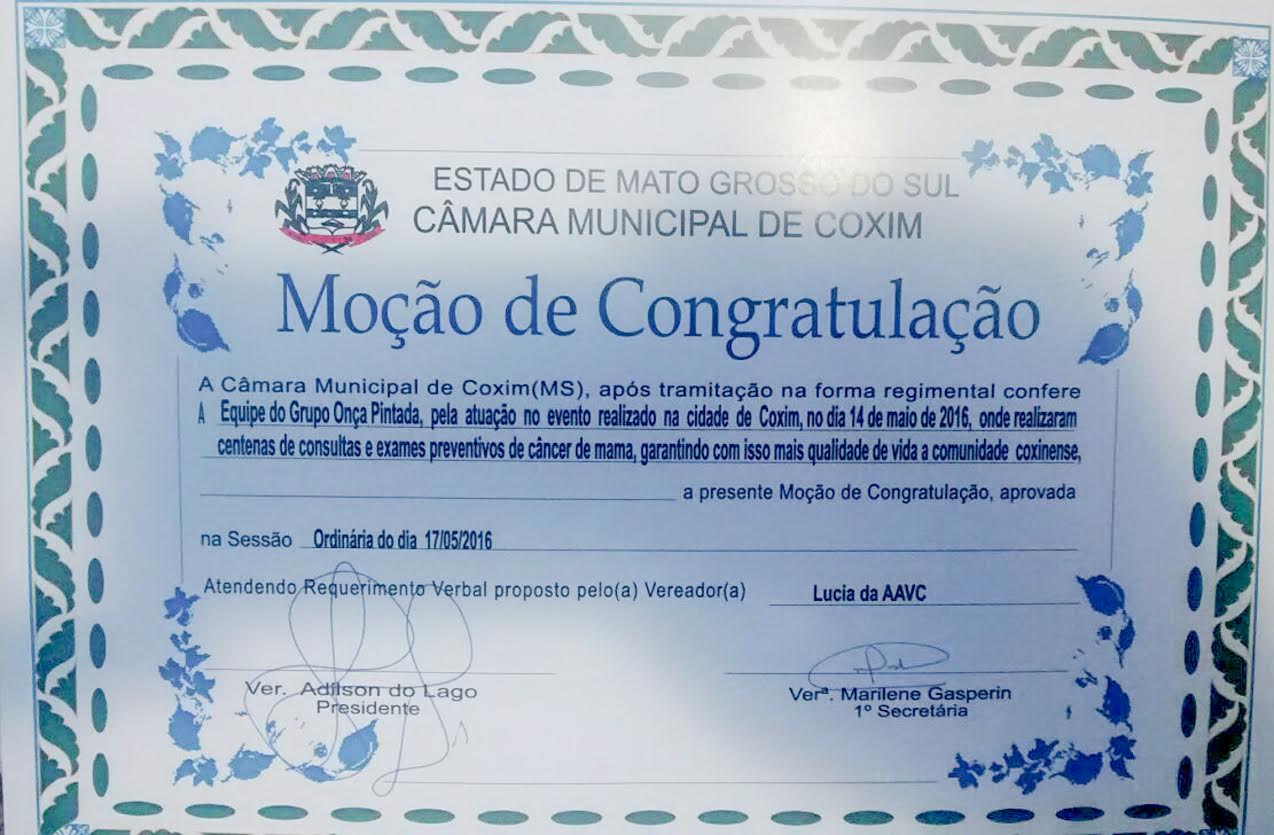 ESTADO DE MATO GROSSO DO SUL
CÂMARA MUNICIPAL DE COXIM
Moção de Congratulação
A Câmara Municipal de Coxim(MS), após tramitação na forma regimental confere
A Equipe do Grupo Onça Pintada, pela atuação no evento realizado na cidade de Coxim, no dia 14 de maio de 2016, onde realizaram
centenas de consultas e exames preventivos de câncer de mama, garantindo com isso mais qualidade de vida a comunidade coxinense,
a presente Moção de Congratulação, aprovada
na Sessão Ordinária do dia 17/05/2016
Atendendo Requerimento Verbal proposto pelo(a) Vereador(a) Lucia da AAVC
Ver. Adilson do Lago
Presidente
Verª. Marilene Gasperin
1º Secretária